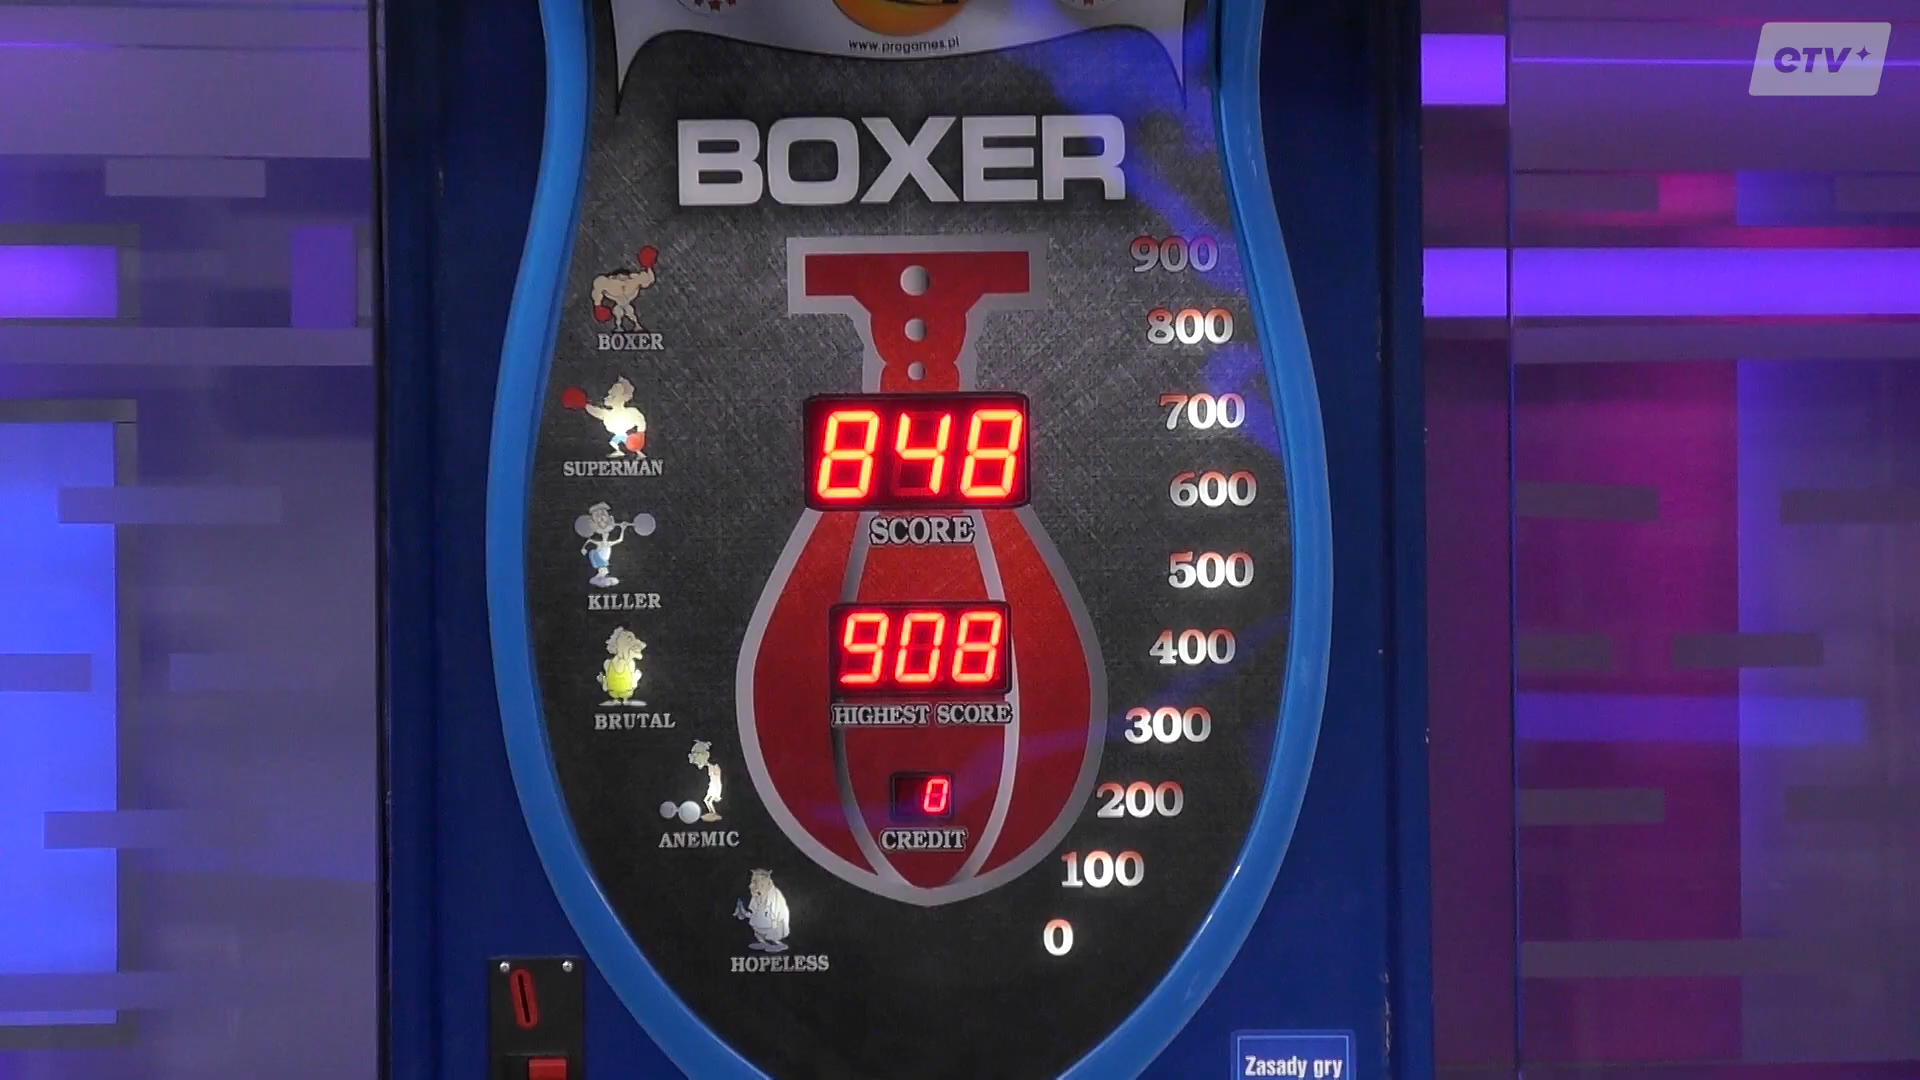 www.progames.pl
eTV+
BOXER
900
800
BOXER
700
848
SUPERMAN
600
SCORE
500
KILLER
908
400
HIGHEST SCORE
BRUTAL
300
0
200
CREDIT
ANEMIC
100
0
HOPELESS
Zasady gry